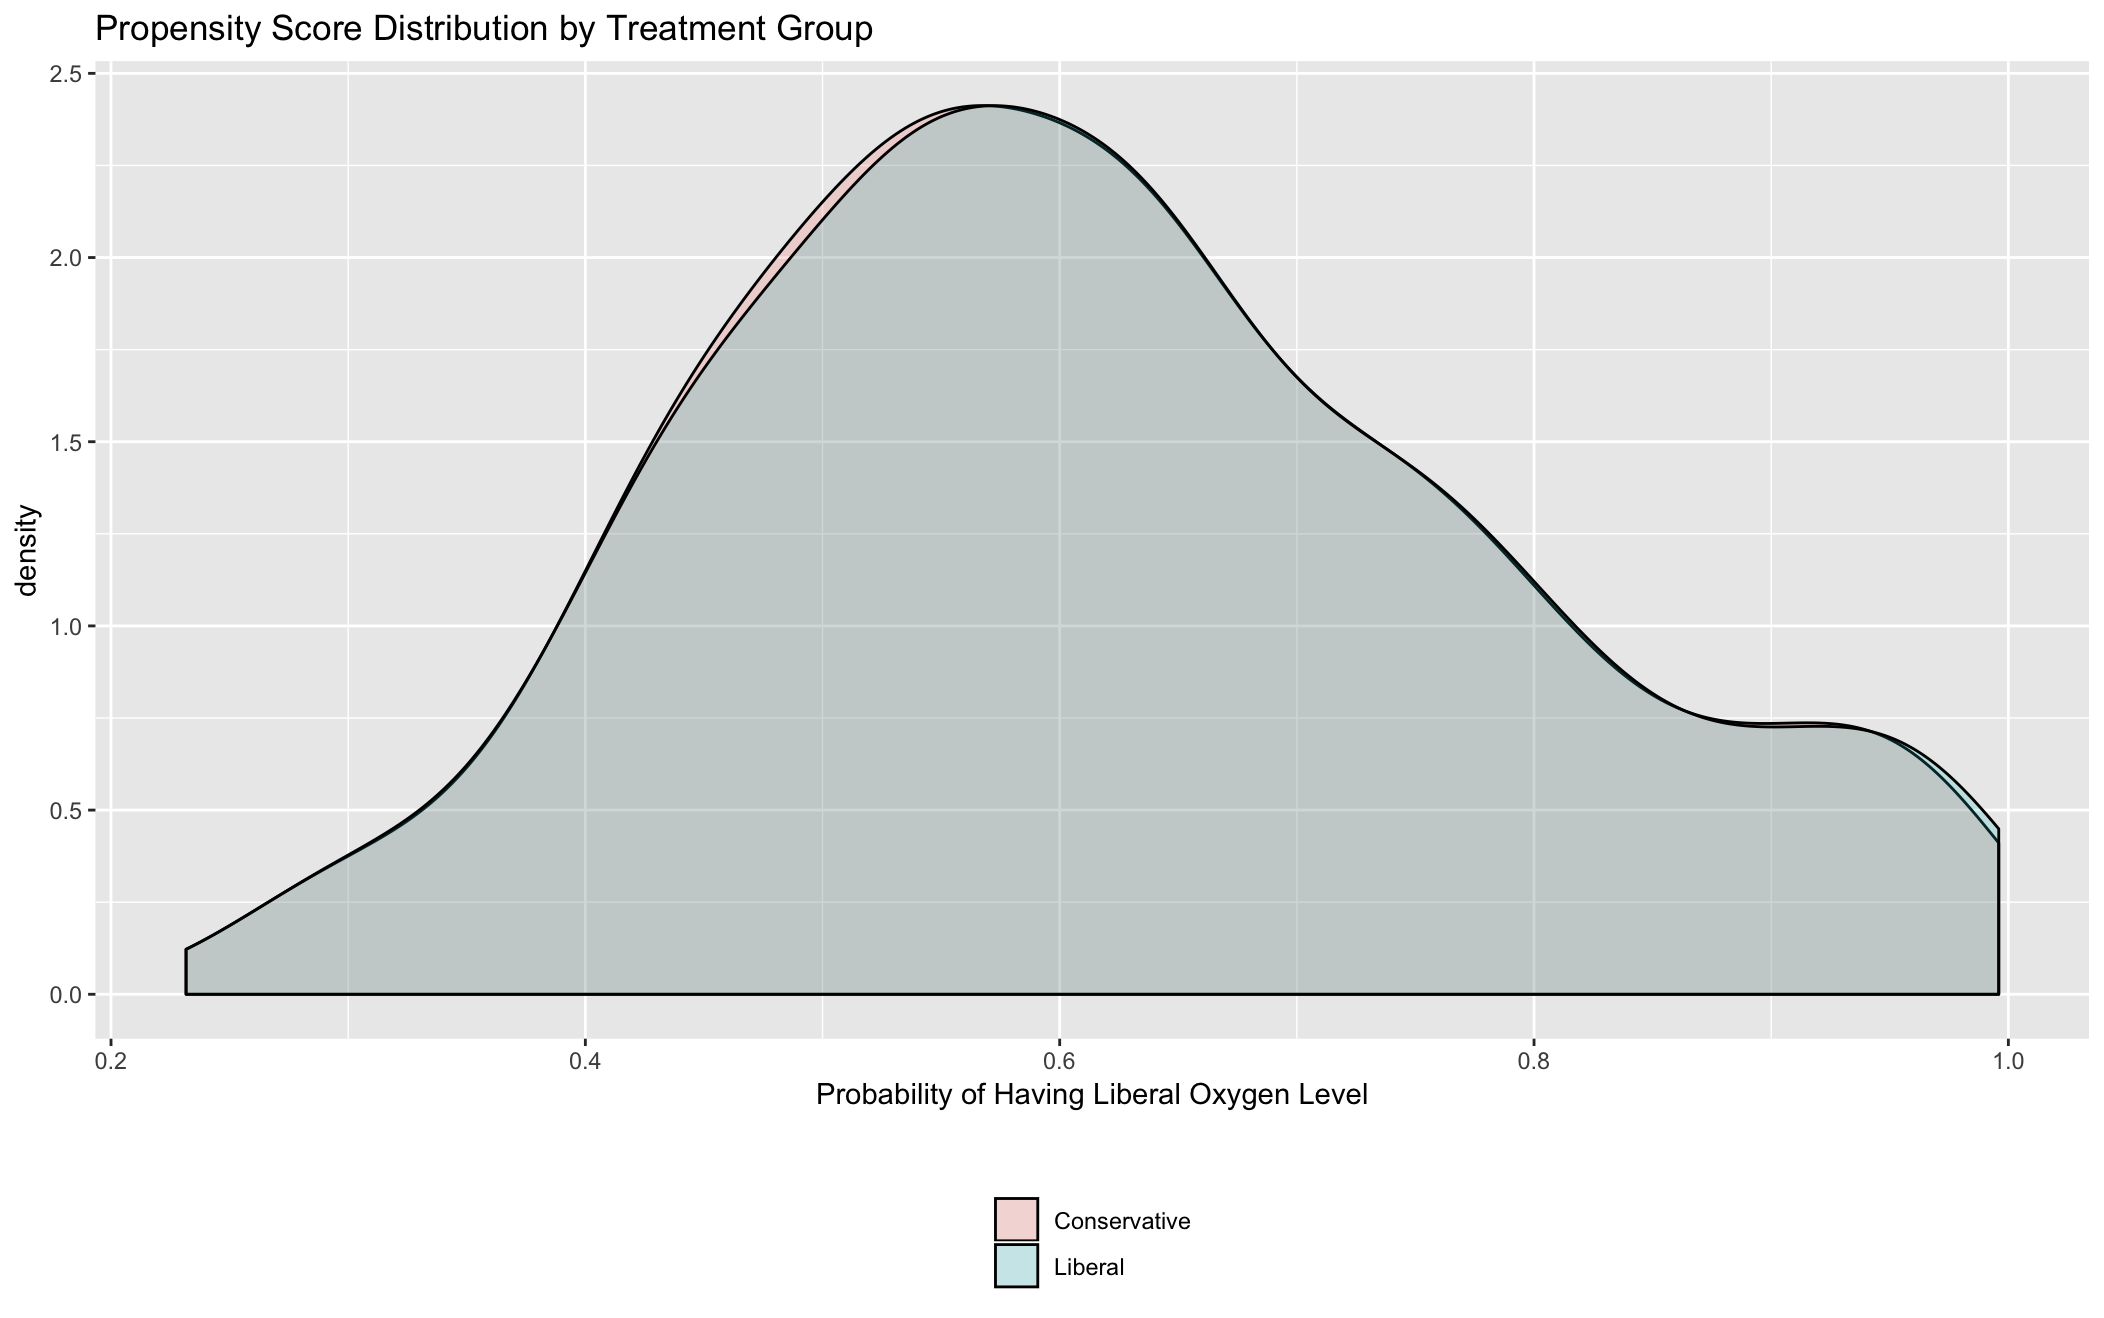 Propensity Score Distribution by Treatment Group
2.5
2.0
1.5
1.0
0.5
0.0
density
0.2 0.4 0.6 0.8 1.0
Probability of Having Liberal Oxygen Level
Conservative
Liberal